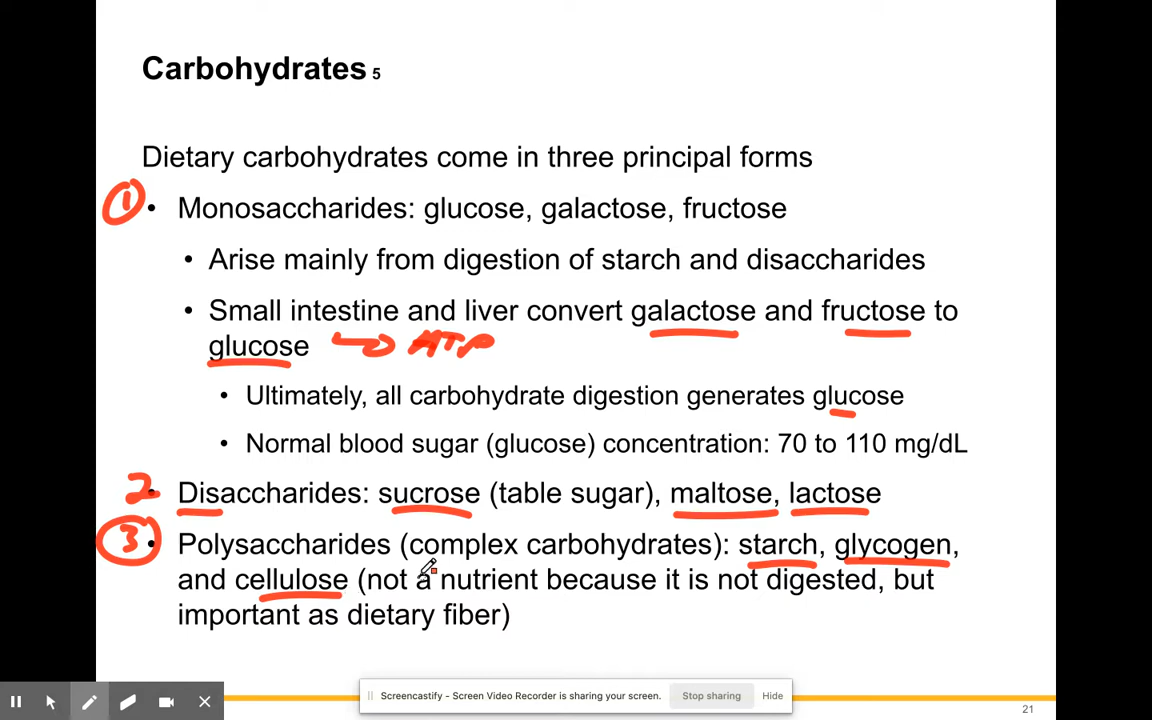 Carbohydrates 5
Dietary carbohydrates come in three principal forms
1 • Monosaccharides: glucose, galactose, fructose
• Arise mainly from digestion of starch and disaccharides
• Small intestine and liver convert galactose and fructose to
glucose → ATP
• Ultimately, all carbohydrate digestion generates glucose
• Normal blood sugar (glucose) concentration: 70 to 110 mg/dL
2 • Disaccharides: sucrose (table sugar), maltose, lactose
3 • Polysaccharides (complex carbohydrates): starch, glycogen,
and cellulose (not a nutrient because it is not digested, but
important as dietary fiber)
Screencastify - Screen Video Recorder is sharing your screen. Stop sharing Hide
21